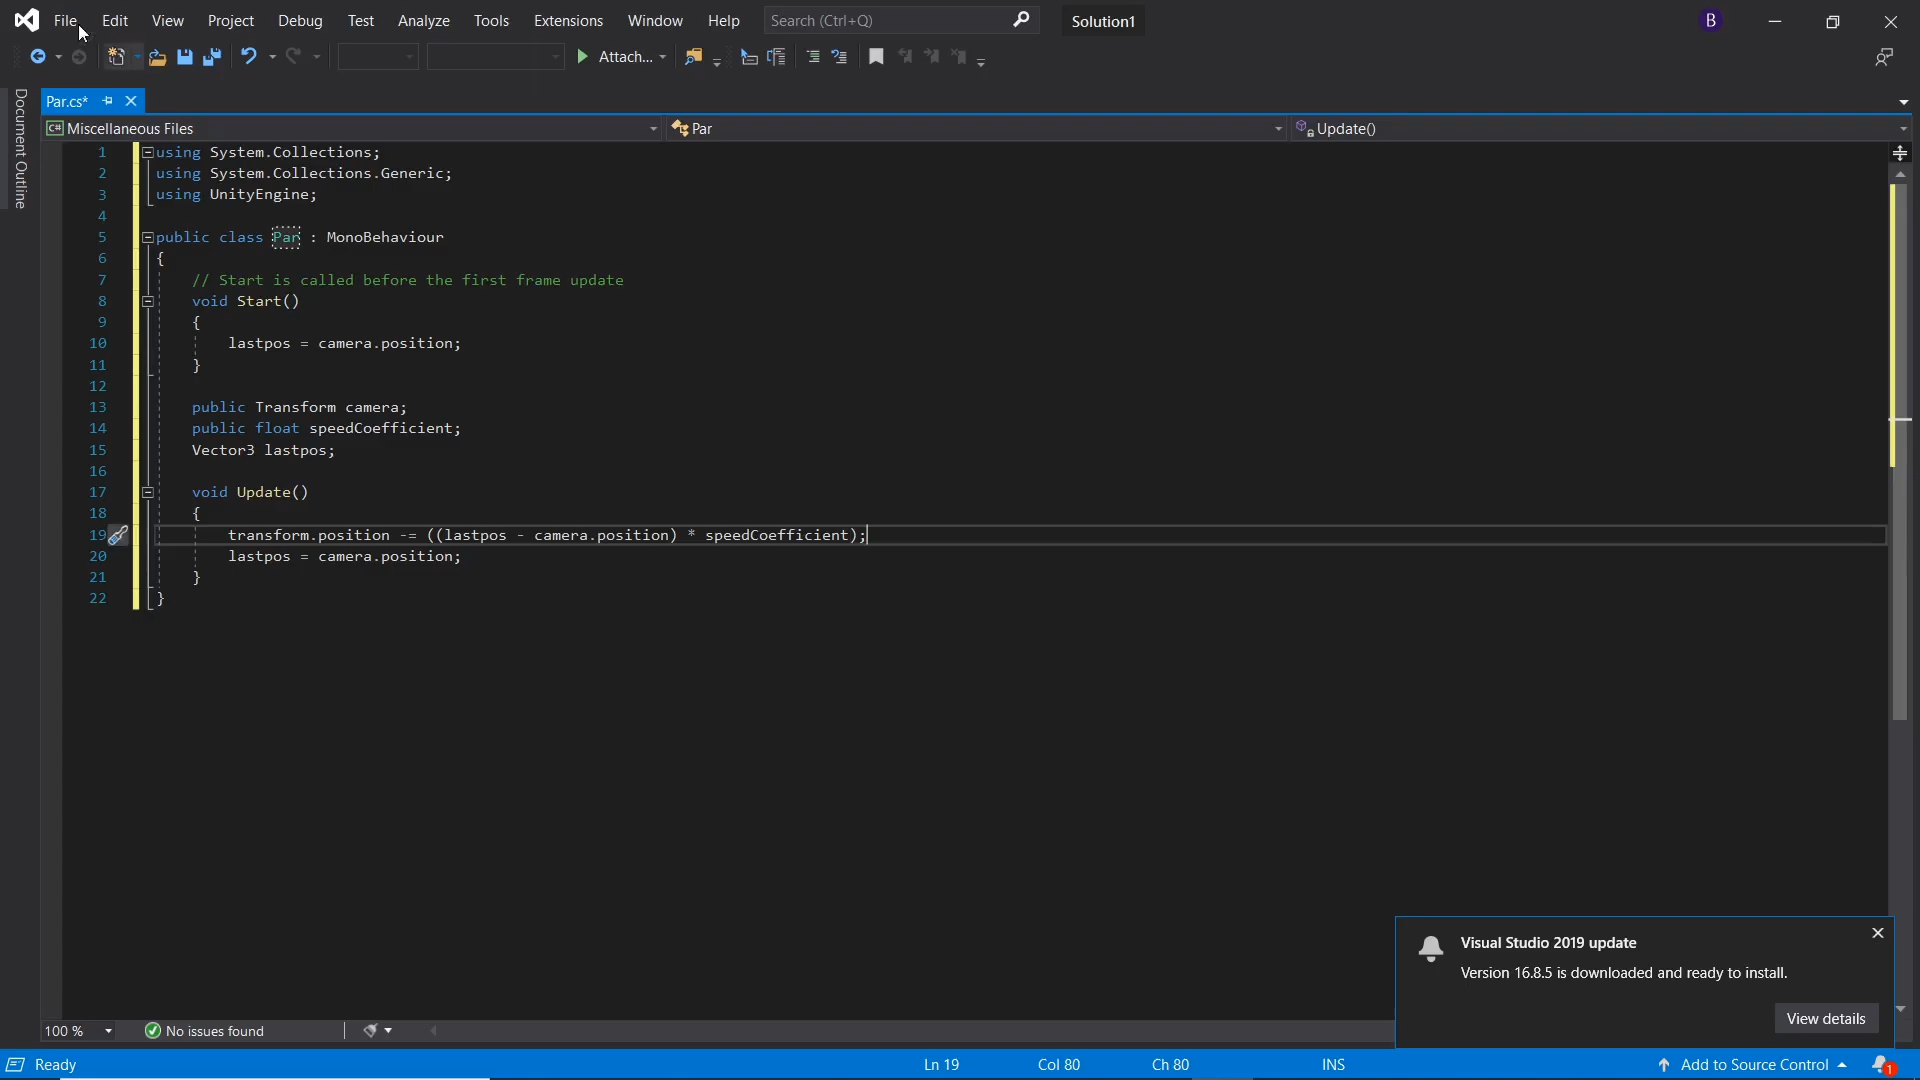 File Edit View Project Debug Test Analyze Tools Extensions Window Help Search (Ctrl+Q) Solution1 B
Attach...
Document Outline
Par.cs*
C# Miscellaneous Files Par Update()
1 using System.Collections;
2 using System.Collections.Generic;
3 using UnityEngine;
4
5 public class Par : MonoBehaviour
6 {
7 // Start is called before the first frame update
8 void Start()
9 {
10 lastpos = camera.position;
11 }
12
13 public Transform camera;
14 public float speedCoefficient;
15 Vector3 lastpos;
16
17 void Update()
18 {
19 transform.position -= ((lastpos - camera.position) * speedCoefficient);
20 lastpos = camera.position;
21 }
22 }
Visual Studio 2019 update
Version 16.8.5 is downloaded and ready to install.
View details
100 % No issues found
Ready Ln 19 Col 80 Ch 80 INS Add to Source Control 1